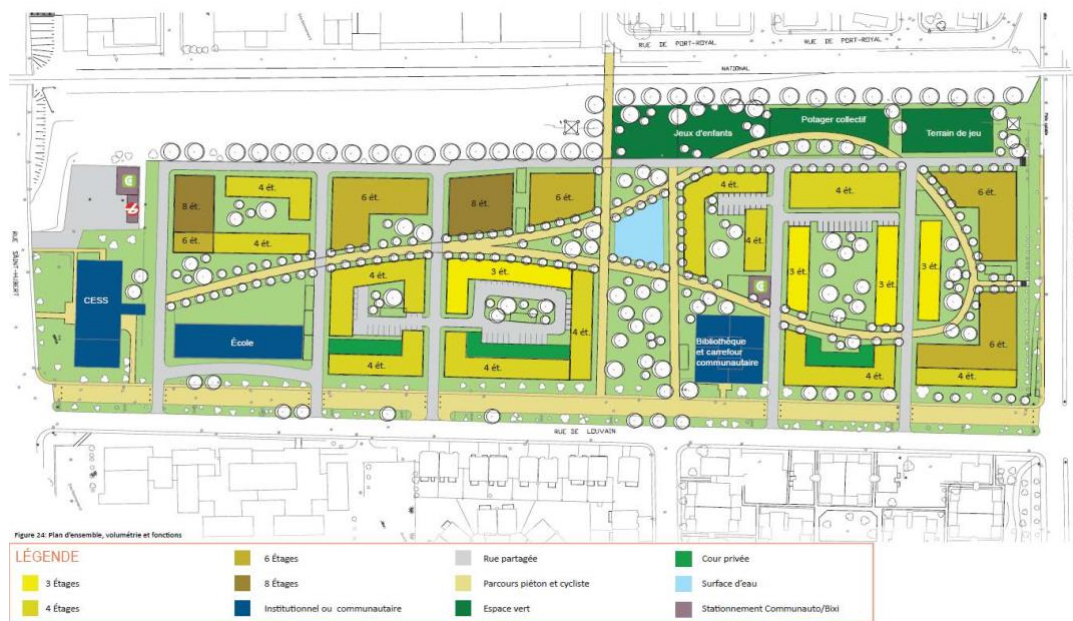 RUE DE PORT-ROYAL
RUE DE PORT-ROYAL
NATIONAL
Jeux d'enfants
Potager collectif
Terrain de jeu
4 ét.
8 ét.
6 ét.
8 ét.
6 ét.
4 ét.
4 ét.
6 ét.
6 ét.
4 ét.
4 ét.
3 ét.
4 ét.
3 ét.
3 ét.
3 ét.
RUE SAINT-HUBERT
CESS
École
4 ét.
4 ét.
4 ét.
Bibliothèque
et carrefour
communautaire
4 ét.
6 ét.
4 ét.
RUE DE LOUVAIN
Figure 24: Plan d'ensemble, volumétrie et fonctions
LÉGENDE
3 Étages
4 Étages
6 Étages
8 Étages
Institutionnel ou communautaire
Rue partagée
Parcours piéton et cycliste
Espace vert
Cour privée
Surface d'eau
Stationnement Communauto/Bixi